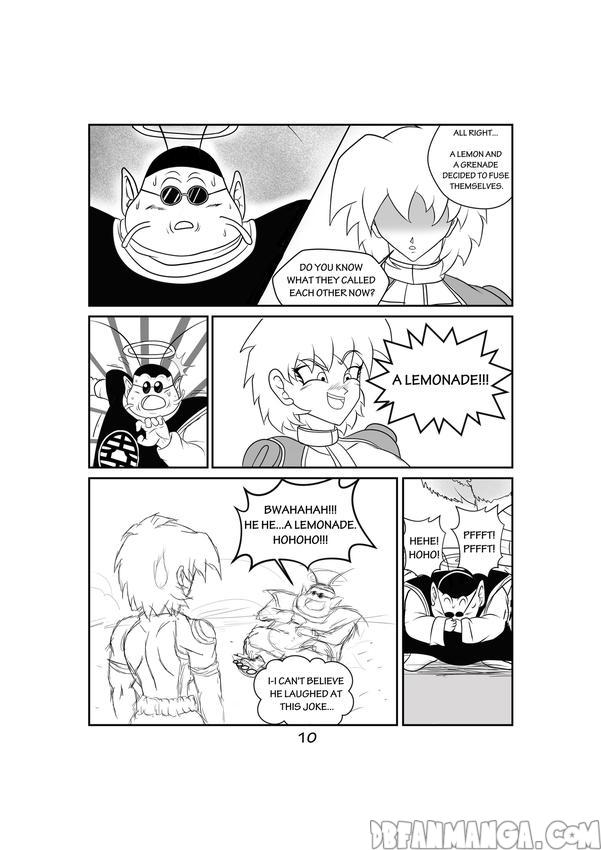 ALL RIGHT...
A LEMON AND
A GRENADE
DECIDED TO FUSE
THEMSELVES.
DO YOU KNOW
WHAT THEY CALLED
EACH OTHER NOW?
A LEMONADE!!!
BWAHAHAH!!!
HE HE...A LEMONADE.
HOHOHO!!!
I-I CAN'T BELIEVE
HE LAUGHED AT
THIS JOKE...
PFFFT!
PFFFT!
HEHE!
HOHO!
10
DBFANMANGA.COM